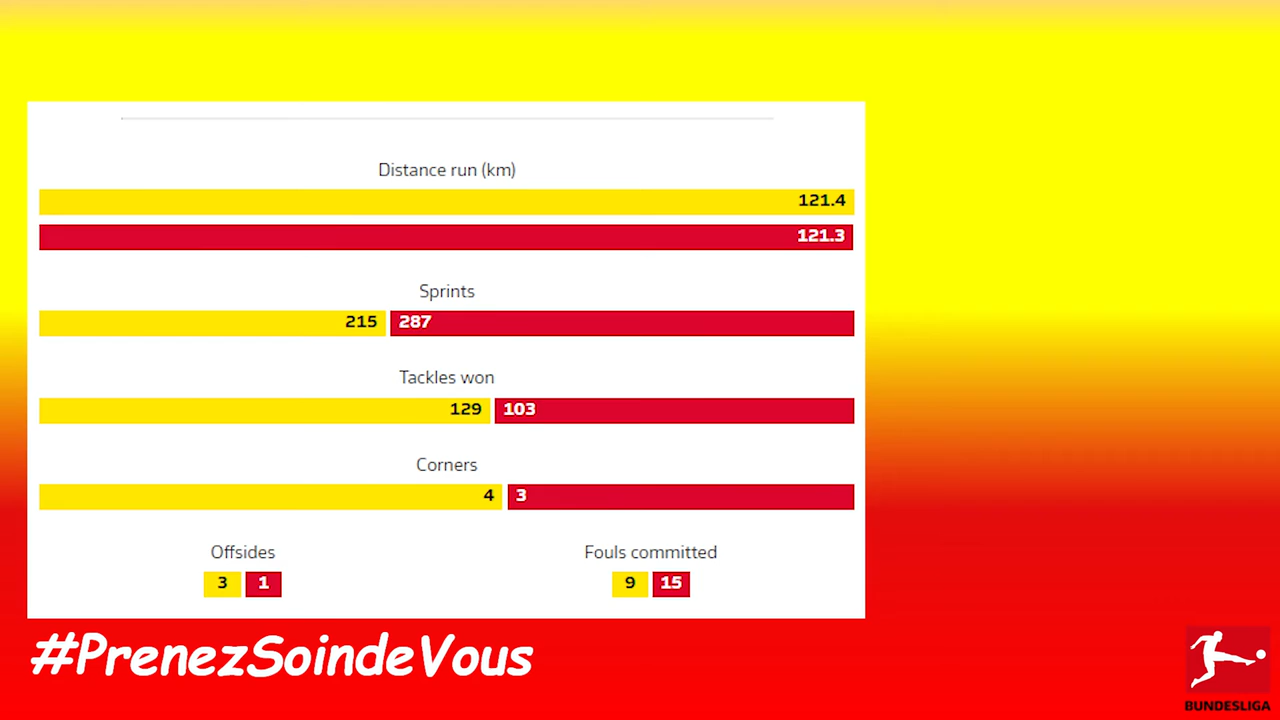 Distance run (km)
121.4
121.3
Sprints
215 287
Tackles won
129 103
Corners
4 3
Offsides Fouls committed
3 1 9 15
#PrenezSoindeVous
BUNDESLIGA